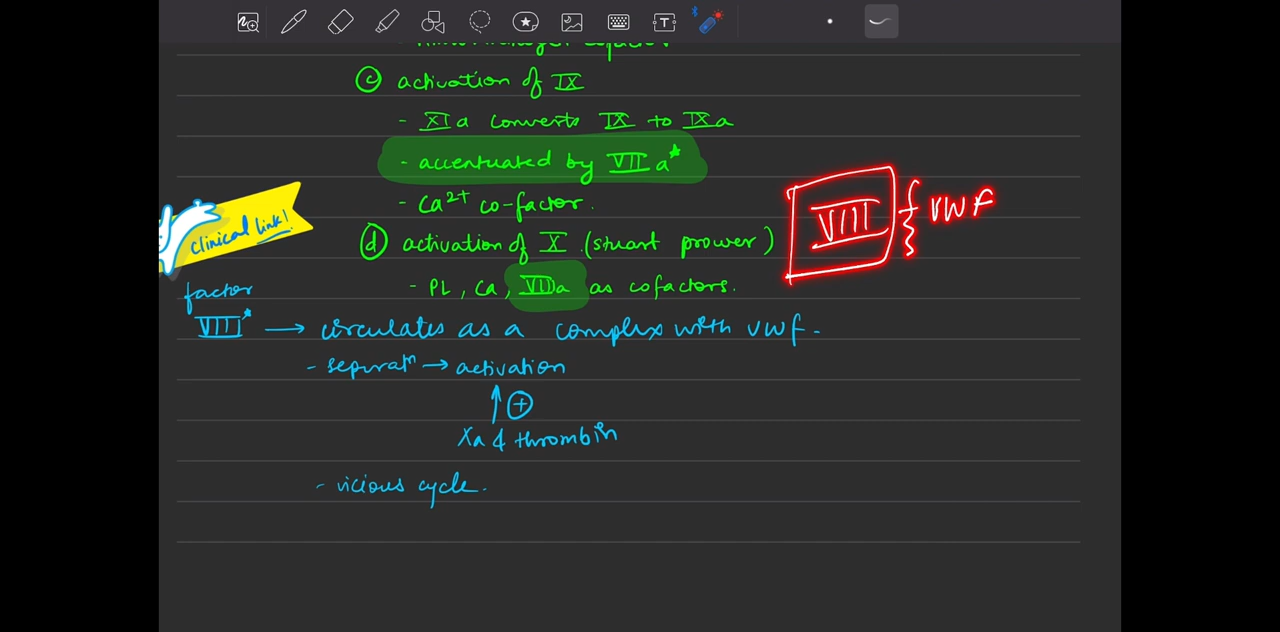 ⓒ activation of IX
- XIa converts IX to IXa
- accentuated by VIIa*
- Ca2+ co-factor.
clinical link!
VIII } VWF
ⓓ activation of X (stuart prower)
- PL, Ca, VIIIa as cofactors.
factor
VIII* → circulates as a complex with vwf.
- separatⁿ → activation
↑ ⊕
Xa & thrombin
- vicious cycle.